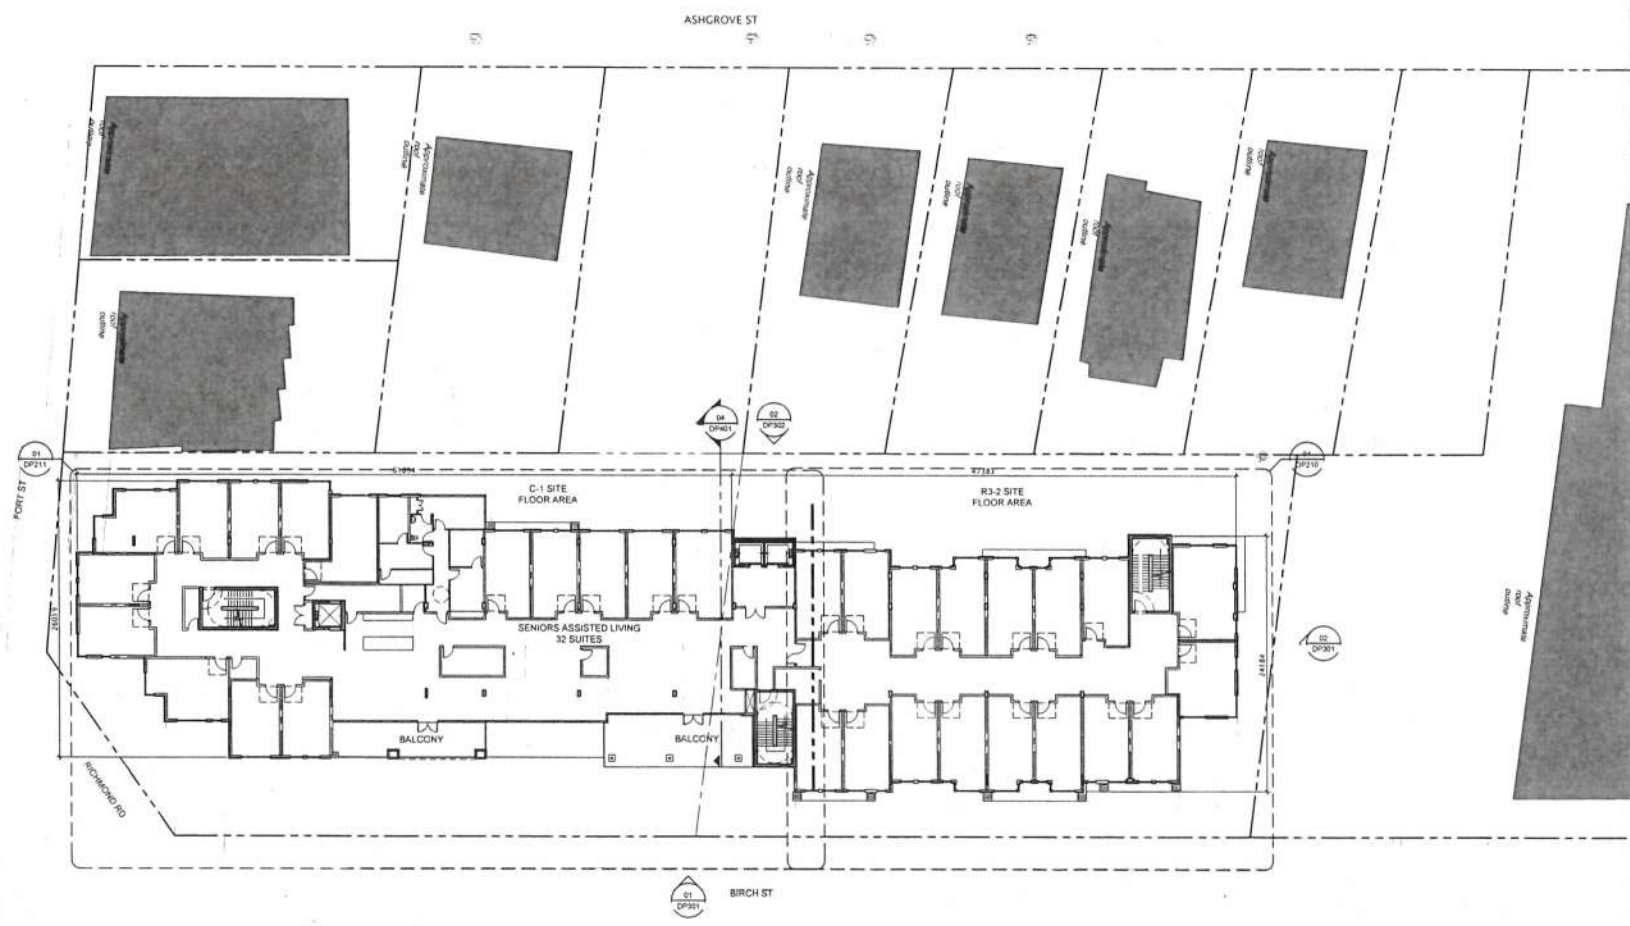 ASHGROVE ST
Approximate
roof
outline
Approximate
roof
outline
Approximate
roof
outline
Approximate
roof
outline
Approximate
roof
outline
Approximate
roof
outline
Approximate
roof
outline
04
DP401
02
DP302
01
DP211
01
DP210
FORT ST
47383
C-1 SITE
FLOOR AREA
R3-2 SITE
FLOOR AREA
26019
SENIORS ASSISTED LIVING
32 SUITES
Approximate
roof
outline
02
DP301
24184
BALCONY
BALCONY
RICHMOND RD
01
DP301
BIRCH ST